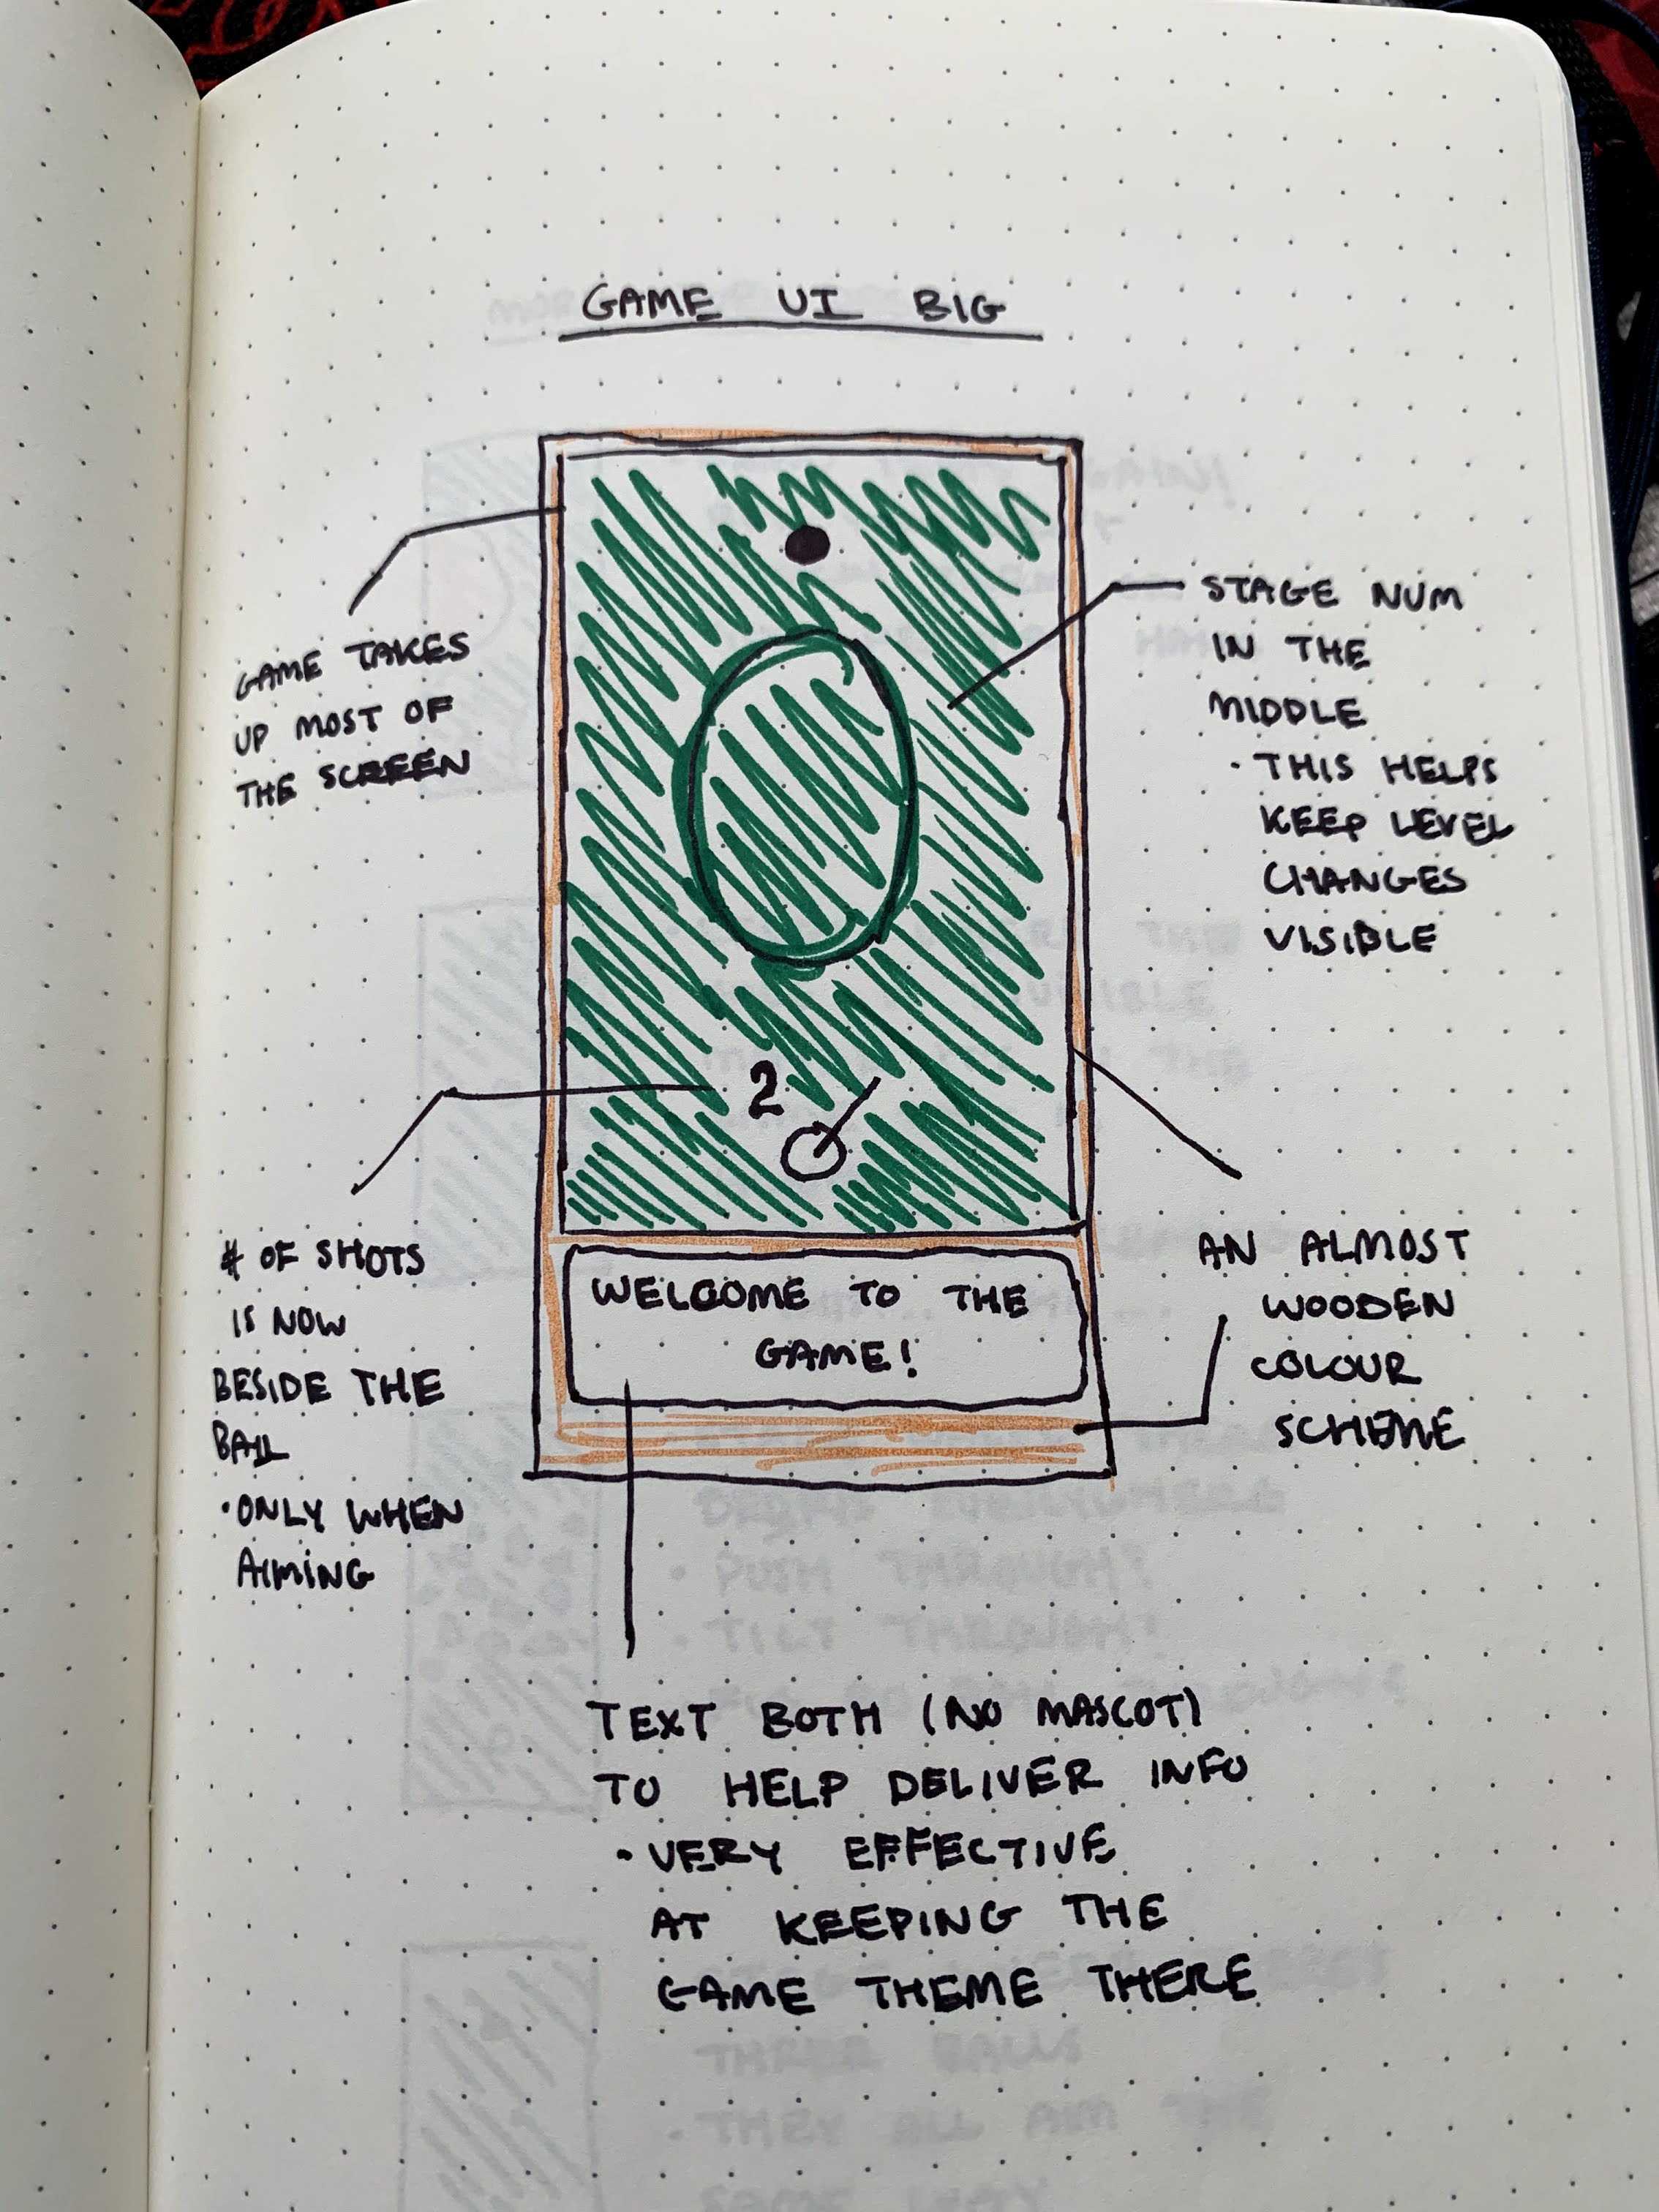 GAME UI BIG
GAME TAKES
UP MOST OF
THE SCREEN
STAGE NUM
IN THE
MIDDLE
• THIS HELPS
KEEP LEVEL
CHANGES
VISIBLE
0
2
# OF SHOTS
IS NOW
BESIDE THE
BALL
• ONLY WHEN
AIMING
WELCOME TO THE
GAME!
AN ALMOST
WOODEN
COLOUR
SCHEME
TEXT BOTH (NO MASCOT)
TO HELP DELIVER INFO
• VERY EFFECTIVE
AT KEEPING THE
GAME THEME THERE